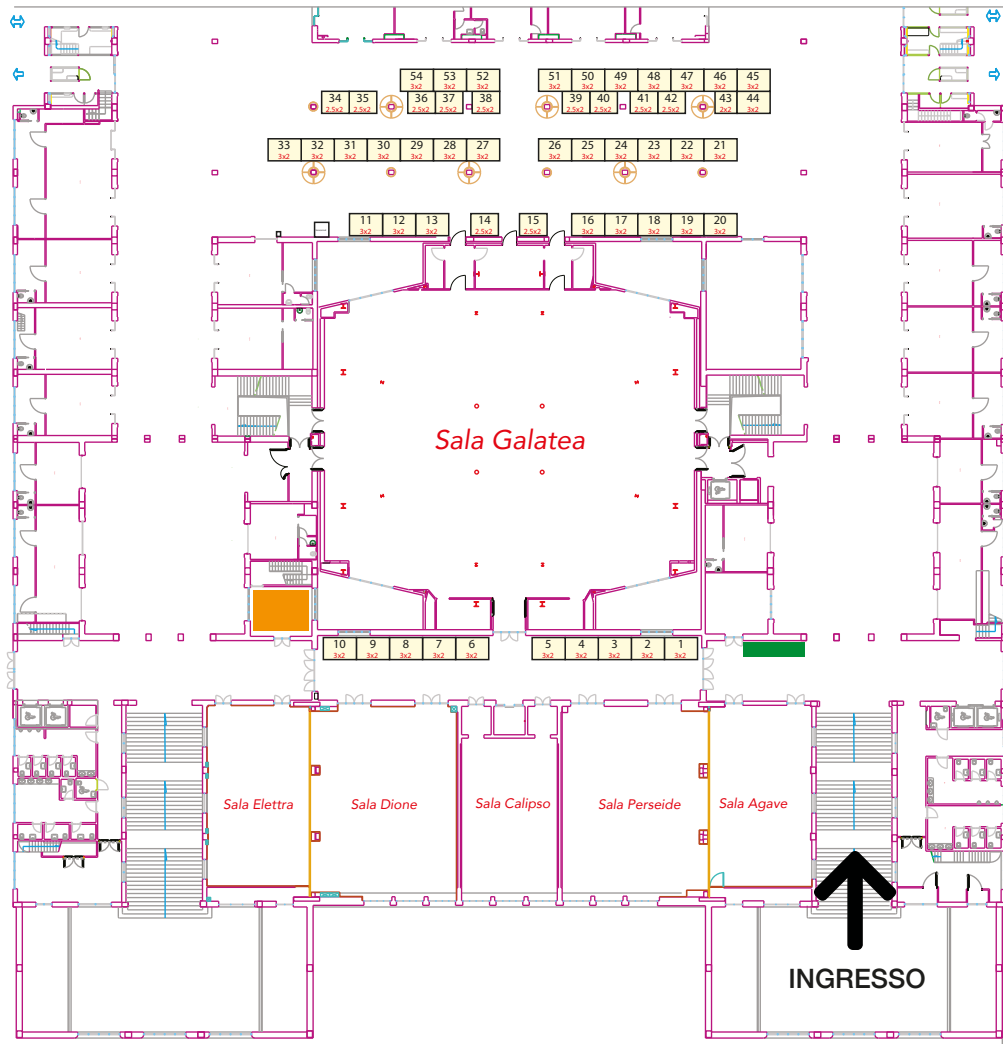 54 53 52 51 50 49 48 47 46 45
3x2 3x2 3x2 3x2 3x2 3x2 3x2 3x2 3x2 3x2
34 35 36 37 38 39 40 41 42 43 44
2.5x2 2.5x2 2.5x2 2.5x2 2.5x2 2.5x2 2.5x2 2.5x2 2.5x2 2x2 3x2
33 32 31 30 29 28 27 26 25 24 23 22 21
3x2 3x2 3x2 3x2 3x2 3x2 3x2 3x2 3x2 3x2 3x2 3x2 3x2
11 12 13 14 15 16 17 18 19 20
3x2 3x2 3x2 2.5x2 2.5x2 3x2 3x2 3x2 3x2 3x2
Sala Galatea
10 9 8 7 6 5 4 3 2 1
3x2 3x2 3x2 3x2 3x2 3x2 3x2 3x2 3x2 3x2
Sala Elettra Sala Dione Sala Calipso Sala Perseide Sala Agave
INGRESSO